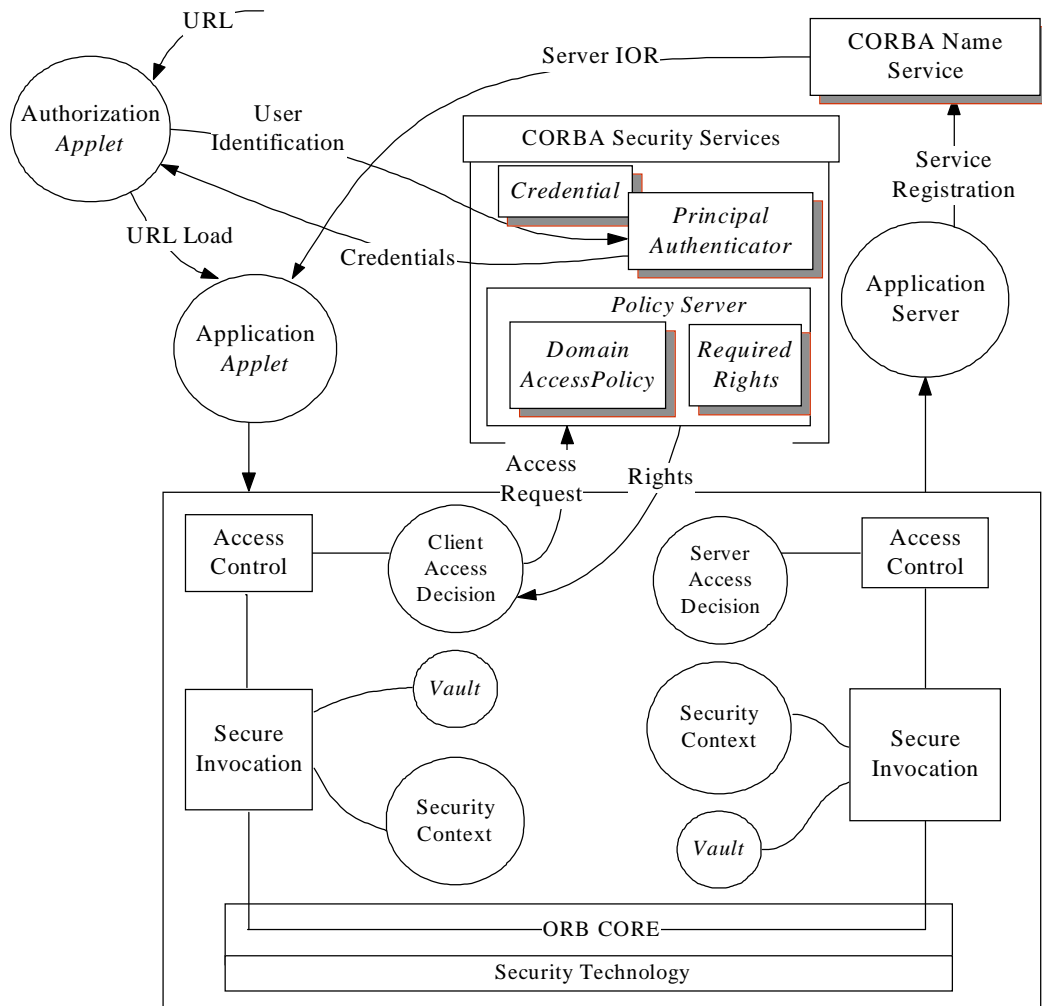 URL
Server IOR
CORBA Name
Service
Authorization
Applet
User
Identification
CORBA Security Services
Service
Registration
Credential
Principal
Authenticator
URL Load
Credentials
Application
Server
Policy Server
Application
Applet
Domain
AccessPolicy
Required
Rights
Access
Request
Rights
Access
Control
Client
Access
Decision
Server
Access
Decision
Access
Control
Vault
Secure
Invocation
Security
Context
Secure
Invocation
Security
Context
Vault
ORB CORE
Security Technology